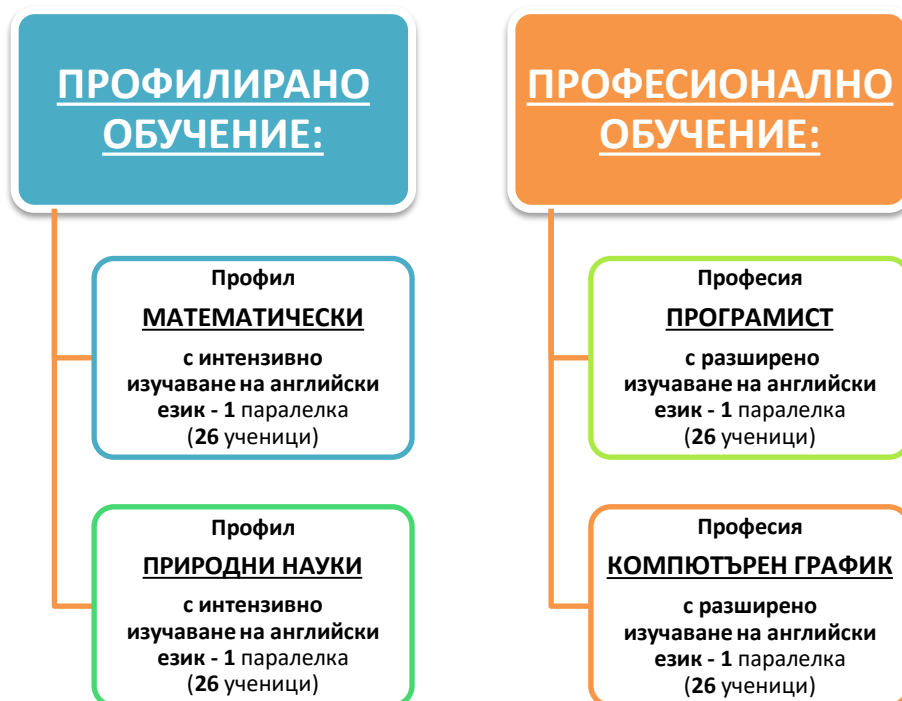 ПРОФИЛИРАНО
ОБУЧЕНИЕ:
Профил
МАТЕМАТИЧЕСКИ
с интензивно
изучаване на английски
език - 1 паралелка
(26 ученици)
Профил
ПРИРОДНИ НАУКИ
с интензивно
изучаване на английски
език - 1 паралелка
(26 ученици)
ПРОФЕСИОНАЛНО
ОБУЧЕНИЕ:
Професия
ПРОГРАМИСТ
с разширено
изучаване на английски
език - 1 паралелка
(26 ученици)
Професия
КОМПЮТЪРЕН ГРАФИК
с разширено
изучаване на английски
език - 1 паралелка
(26 ученици)